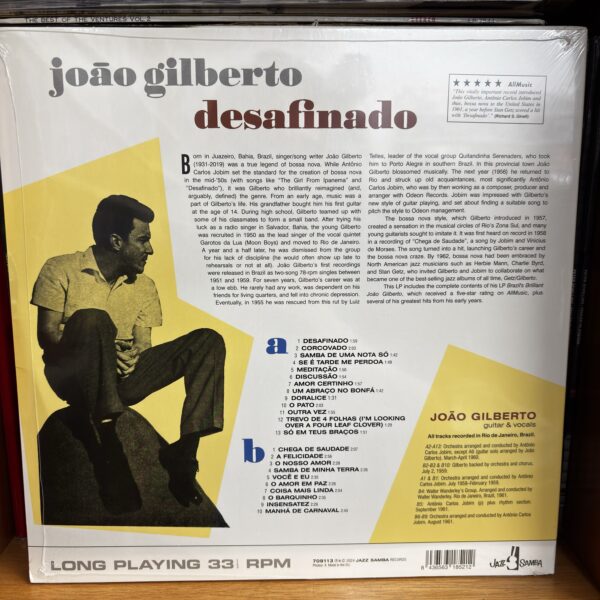 THE BEST OF THE VENTURES VOL. 2
joão gilberto
desafinado
★ ★ ★ ★ ★ AllMusic
"This vitally important record introduced
João Gilberto, Antônio Carlos Jobim and
thus, bossa nova to the United States in
1961, a year before Stan Getz scored a hit
with 'Desafinado'."
Born in Juazeiro, Bahia, Brazil, singer/song writer João Gilberto
(1931-2019) was a true legend of bossa nova. While Antônio
Carlos Jobim set the standard for the creation of bossa nova
in the mid-'50s (with songs like "The Girl From Ipanema" and
"Desafinado"), it was Gilberto who brilliantly reimagined (and,
arguably, defined) the genre. From an early age, music was a
part of Gilberto's life. His grandfather bought him his first guitar
at the age of 14. During high school, Gilberto teamed up with
some of his classmates to form a small band. After trying his
luck as a radio singer in Salvador, Bahia, the young Gilberto
was recruited in 1950 as the lead singer of the vocal quintet
Garotos da Lua (Moon Boys) and moved to Rio de Janeiro.
A year and a half later, he was dismissed from the group
for his lack of discipline (he would often show up late to
rehearsals or not at all). João Gilberto's first recordings
were released in Brazil as two-song 78-rpm singles between
1951 and 1959. For seven years, Gilberto's career was at
a low ebb. He rarely had any work, was dependent on his
friends for living quarters, and fell into chronic depression.
Eventually, in 1955 he was rescued from this rut by Luiz
Telles, leader of the vocal group Quitandinha Serenaders, who took
him to Porto Alegre in southern Brazil. In this provincial town João
Gilberto blossomed musically. The next year (1956) he returned to
Rio and struck up old acquaintances, most significantly Antônio
Carlos Jobim, who was by then working as a composer, producer and
arranger with Odeon Records. Jobim was impressed with Gilberto's
new style of guitar playing, and set about finding a suitable song to
pitch the style to Odeon management.
The bossa nova style, which Gilberto introduced in 1957,
created a sensation in the musical circles of Rio's Zona Sul, and many
young guitarists sought to imitate it. It was first heard on record in 1958
in a recording of "Chega de Saudade", a song by Jobim and Vinicius
de Moraes. The song turned into a hit, launching Gilberto's career and
the bossa nova craze. By 1962, bossa nova had been embraced by
North American jazz musicians such as Herbie Mann, Charlie Byrd,
and Stan Getz, who invited Gilberto and Jobim to collaborate on what
became one of the best-selling jazz albums of all time, Getz/Gilberto.
This LP includes the complete contents of his LP Brazil's Brilliant
João Gilberto, which received a five-star rating on AllMusic, plus
several of his greatest hits from his early years.
a
1 DESAFINADO 1:59
2 CORCOVADO 2:00
3 SAMBA DE UMA NOTA SÓ 1:42
4 SE É TARDE ME PERDOA 1:49
5 MEDITAÇÃO
6 DISCUSSÃO
7 AMOR CERTINHO
8 UM ABRAÇO NO BONFÁ
9 DORALICE
10 O PATO
11 OUTRA VEZ
12 TREVO DE 4 FOLHAS (I'M LOOKING
OVER A FOUR LEAF CLOVER)
13 SÓ EM TEUS BRAÇOS
b
1 CHEGA DE SAUDADE
2 A FELICIDADE
3 O NOSSO AMOR
4 SAMBA DE MINHA TERRA
5 VOCÊ E EU
6 O AMOR EM PAZ
7 COISA MAIS LINDA
8 O BARQUINHO
9 INSENSATEZ
10 MANHÃ DE CARNAVAL
JOÃO GILBERTO
guitar & vocals
All tracks recorded in Rio de Janeiro, Brazil.
LONG PLAYING 33⅓ RPM
709113 JAZZ SAMBA RECORDS
8 436563 185212
JAZZ SAMBA